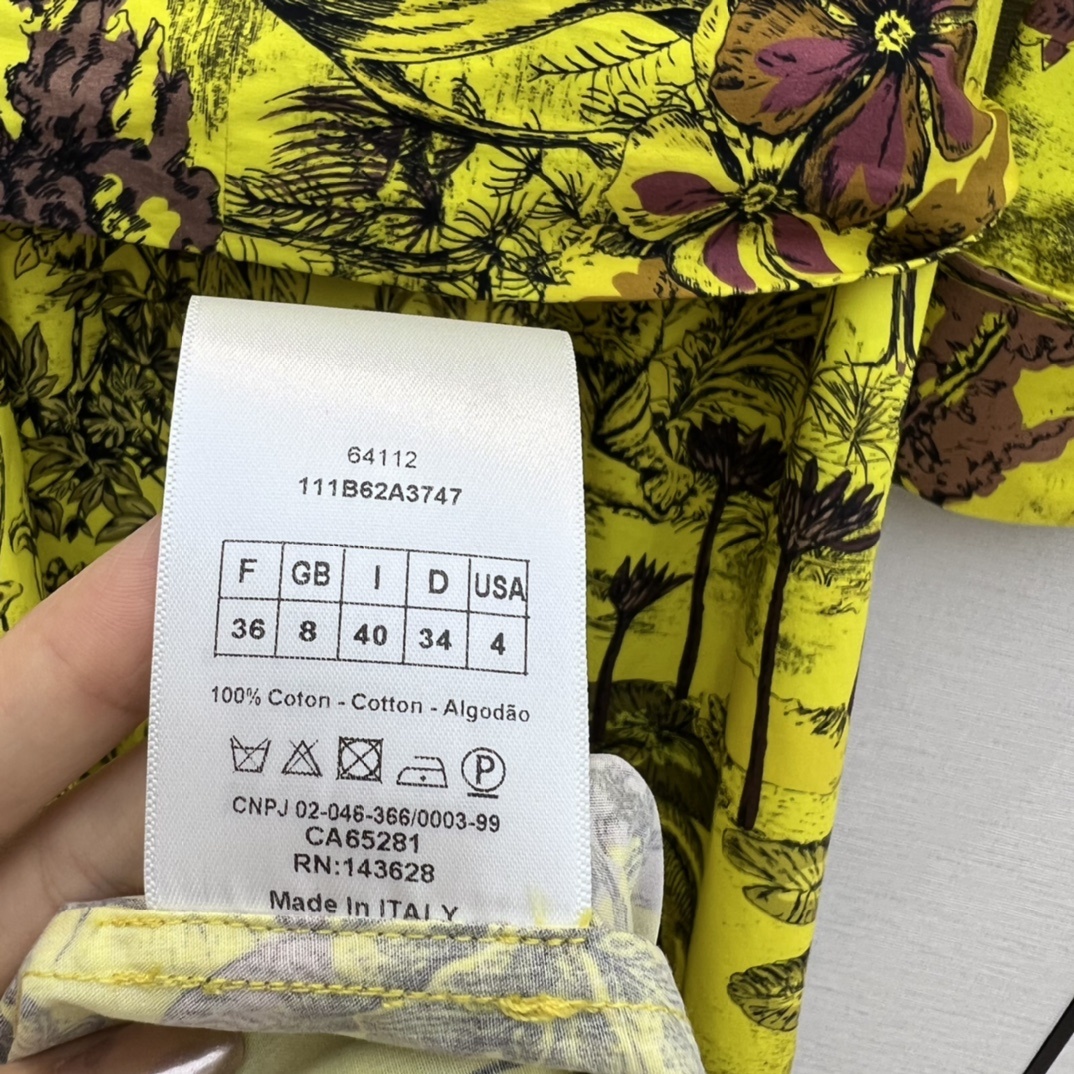 64112
111B62A3747
F GB I D USA
36 8 40 34 4
100% Coton - Cotton - Algodão
P
CNPJ 02-046-366/0003-99
CA65281
RN:143628
Made In ITALY